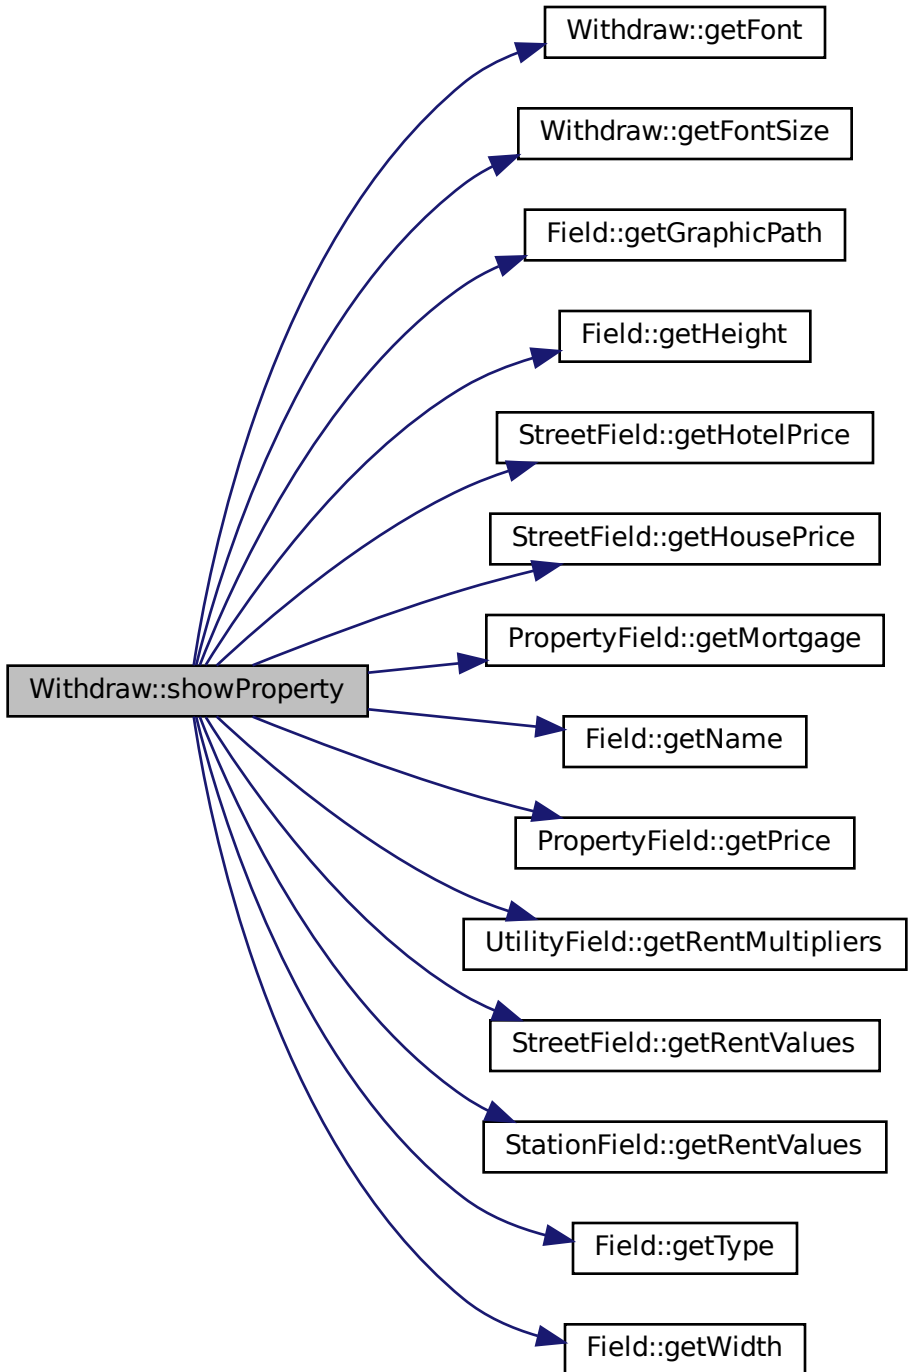 Withdraw::getFont
Withdraw::getFontSize
Field::getGraphicPath
Field::getHeight
StreetField::getHotelPrice
StreetField::getHousePrice
PropertyField::getMortgage
Withdraw::showProperty
Field::getName
PropertyField::getPrice
UtilityField::getRentMultipliers
StreetField::getRentValues
StationField::getRentValues
Field::getType
Field::getWidth